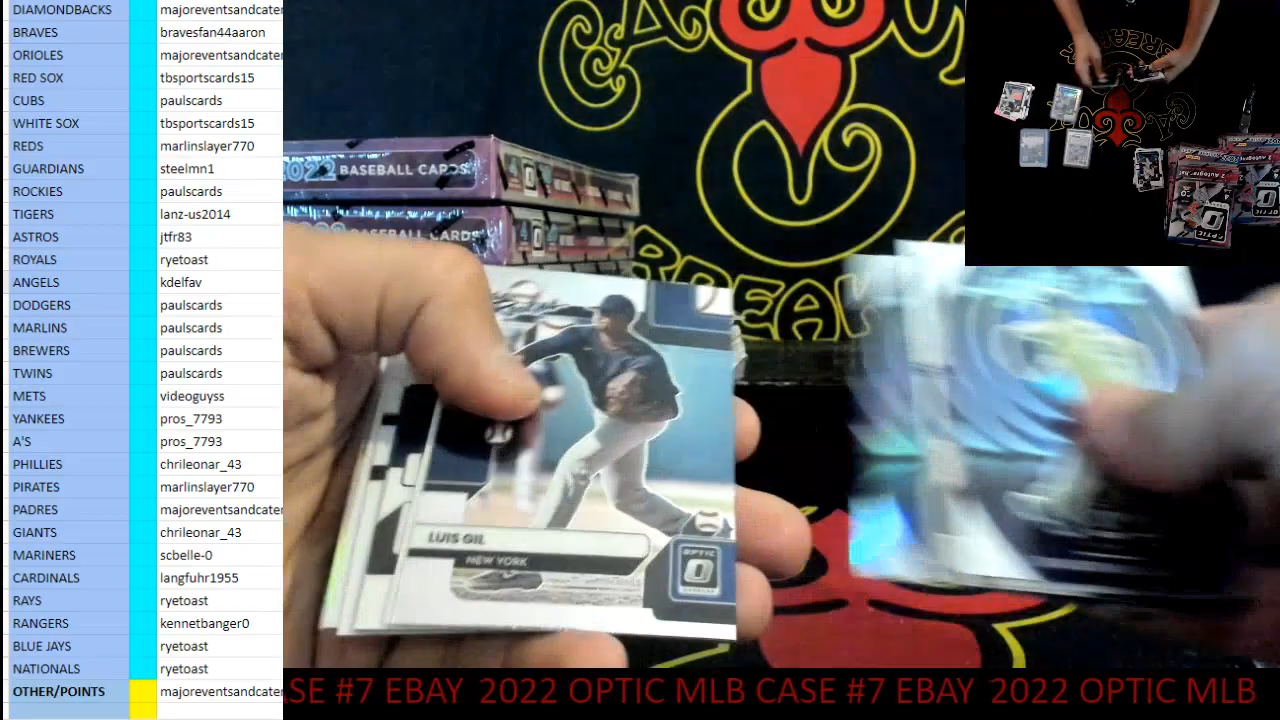 DIAMONDBACKS majoreventsandcater
BRAVES bravesfan44aaron
ORIOLES majoreventsandcater
RED SOX tbsportscards15
CUBS paulscards
WHITE SOX tbsportscards15
REDS marlinslayer770
GUARDIANS steelmn1
ROCKIES paulscards
TIGERS lanz-us2014
ASTROS jtfr83
ROYALS ryetoast
ANGELS kdelfav
DODGERS paulscards
MARLINS paulscards
BREWERS paulscards
TWINS paulscards
METS videoguyss
YANKEES pros_7793
A'S pros_7793
PHILLIES chrileonar_43
PIRATES marlinslayer770
PADRES majoreventsandcater
GIANTS chrileonar_43
MARINERS scbelle-0
CARDINALS langfuhr1955
RAYS ryetoast
RANGERS kennetbanger0
BLUE JAYS ryetoast
NATIONALS ryetoast
OTHER/POINTS majoreventsandcater
2022 BASEBALL CARDS
2022 BASEBALL CARDS
LUIS GIL
NEW YORK
OPTIC
SE #7 EBAY 2022 OPTIC MLB CASE #7 EBAY 2022 OPTIC MLB